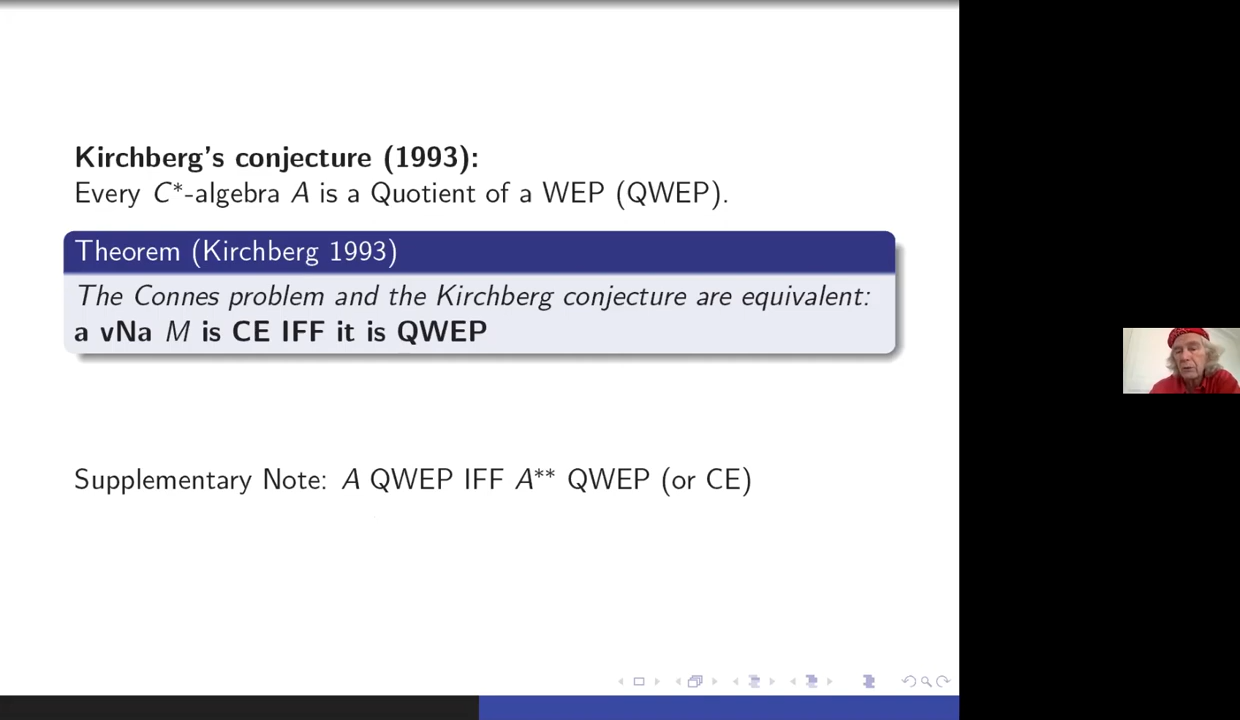 Kirchberg's conjecture (1993):
Every C*-algebra A is a Quotient of a WEP (QWEP).
Theorem (Kirchberg 1993)
The Connes problem and the Kirchberg conjecture are equivalent:
a vNa M is CE IFF it is QWEP
Supplementary Note: A QWEP IFF A** QWEP (or CE)